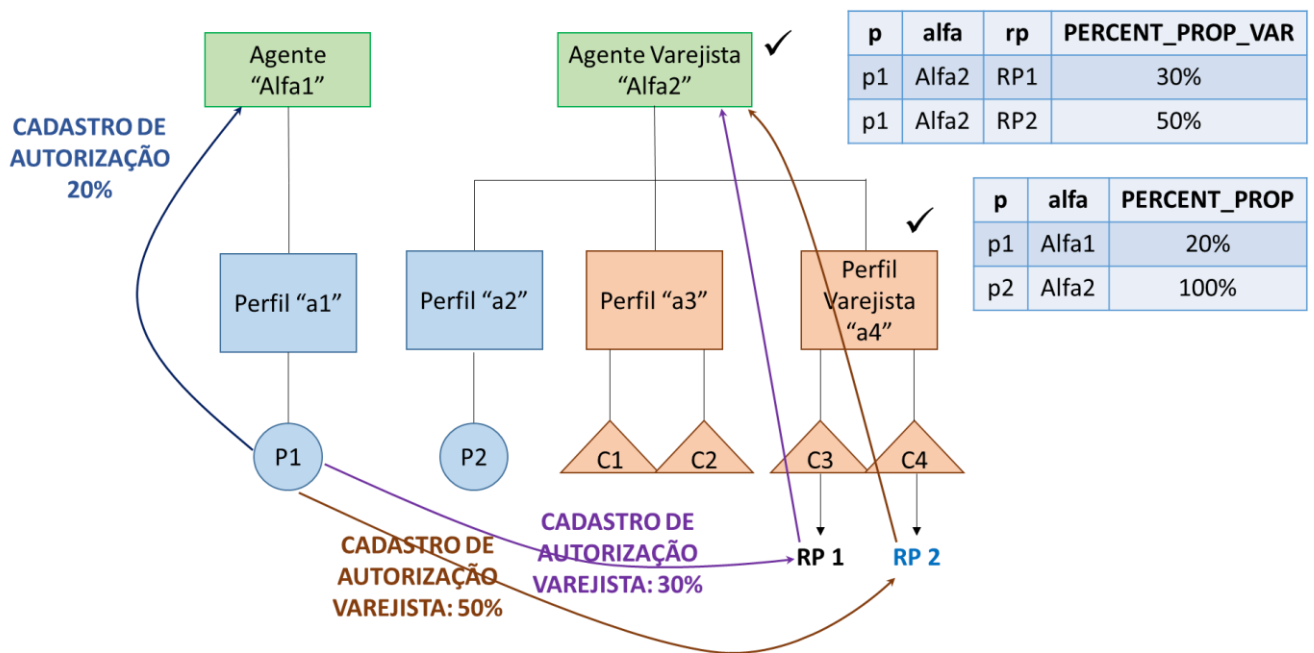 Agente
“Alfa1”
Agente Varejista
“Alfa2”
✓
p alfa rp PERCENT_PROP_VAR
p1 Alfa2 RP1 30%
p1 Alfa2 RP2 50%
CADASTRO DE
AUTORIZAÇÃO
20%
p alfa PERCENT_PROP
p1 Alfa1 20%
p2 Alfa2 100%
✓
Perfil “a1”
Perfil “a2”
Perfil “a3”
Perfil
Varejista
“a4”
P1
P2
C1
C2
C3
C4
CADASTRO DE
AUTORIZAÇÃO
VAREJISTA: 30%
CADASTRO DE
AUTORIZAÇÃO
VAREJISTA: 50%
RP 1
RP 2